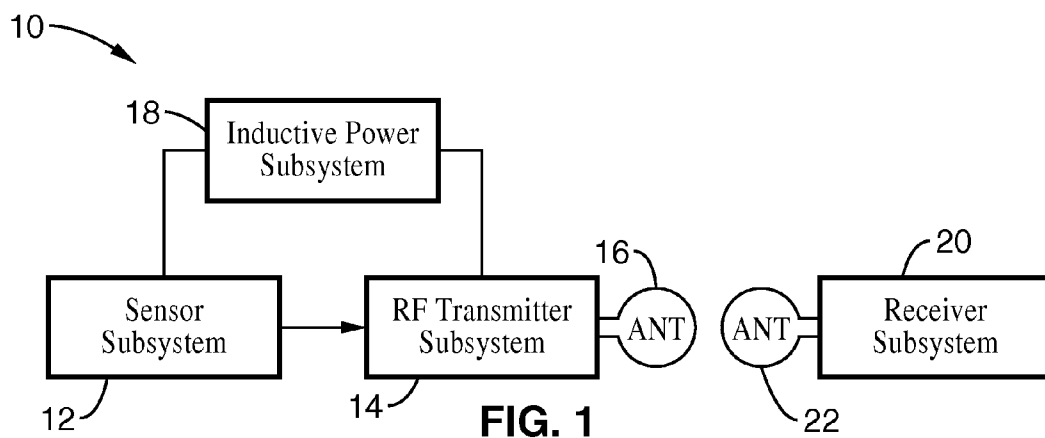 10
18
Inductive Power
Subsystem
16
20
Sensor
Subsystem
RF Transmitter
Subsystem
ANT
ANT
Receiver
Subsystem
12
14
22
FIG. 1